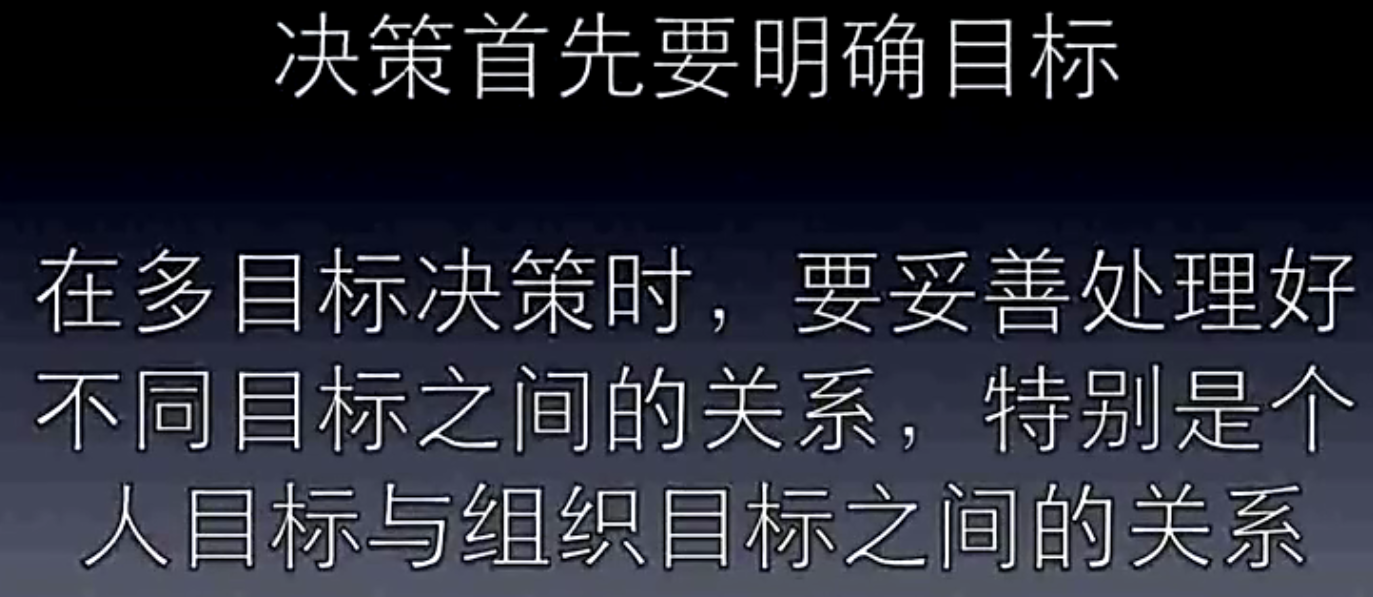 决策首先要明确目标
在多目标决策时，要妥善处理好
不同目标之间的关系，特别是个
人目标与组织目标之间的关系